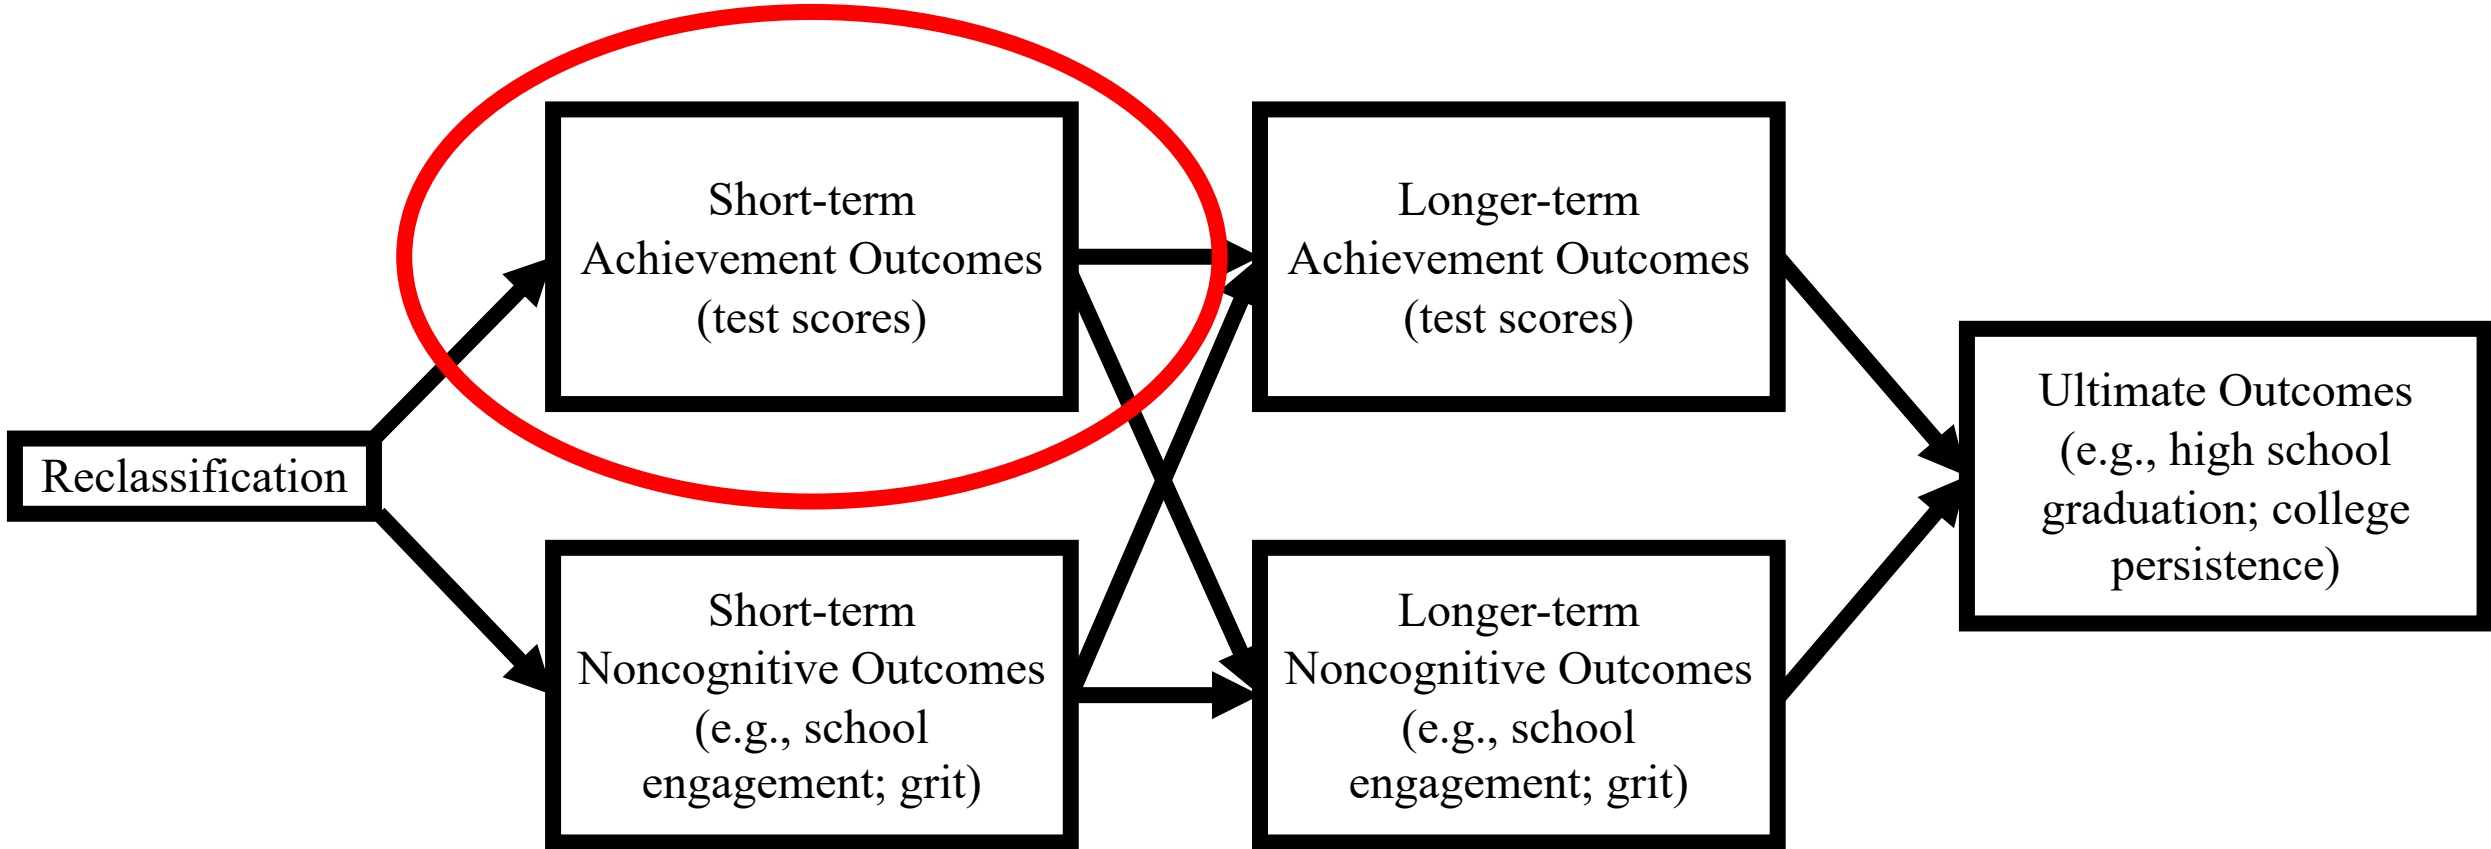 Reclassification
Short-term
Achievement Outcomes
(test scores)
Short-term
Noncognitive Outcomes
(e.g., school
engagement; grit)
Longer-term
Achievement Outcomes
(test scores)
Longer-term
Noncognitive Outcomes
(e.g., school
engagement; grit)
Ultimate Outcomes
(e.g., high school
graduation; college
persistence)